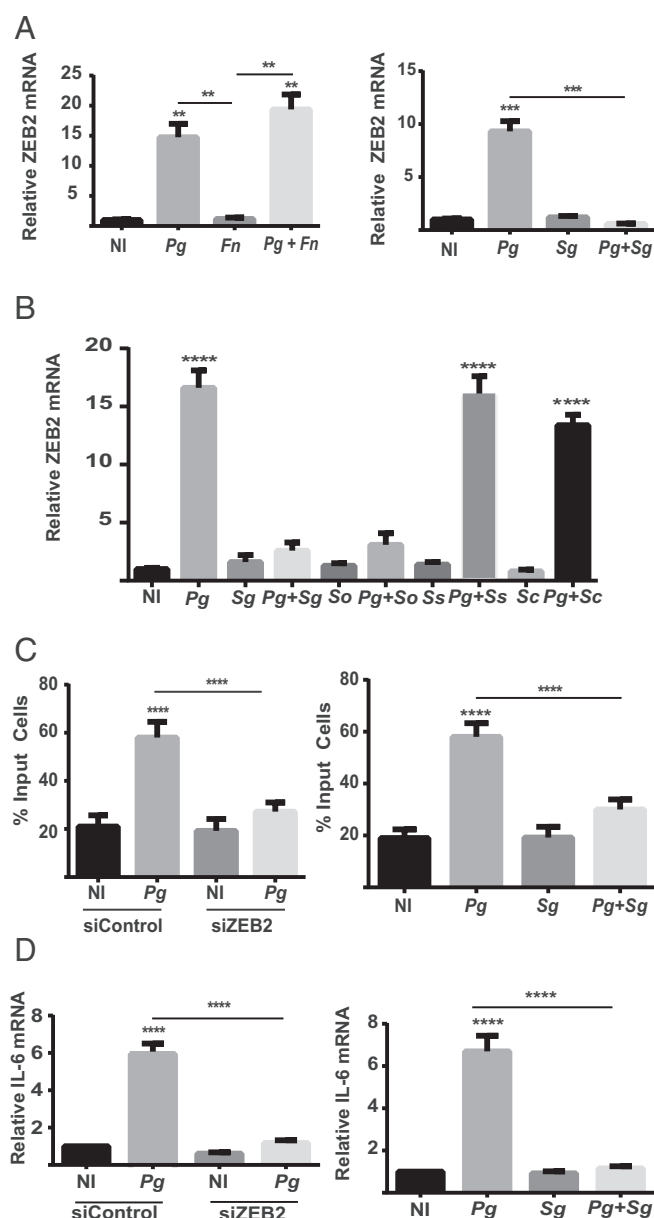 A
Relative ZEB2 mRNA
25
20
15
10
5
**
**
**
**
NI Pg Fn Pg + Fn
Relative ZEB2 mRNA
15
10
5
***
***
NI Pg Sg Pg+Sg
B
Relative ZEB2 mRNA
20
15
10
5
****
****
****
NI Pg Sg Pg+Sg So Pg+So Ss Pg+Ss Sc Pg+Sc
C
% Input Cells
80
60
40
20
****
****
NI Pg NI Pg
siControl siZEB2
% Input Cells
80
60
40
20
****
****
NI Pg Sg Pg+Sg
D
Relative IL-6 mRNA
8
6
4
2
****
****
NI Pg NI Pg
siControl siZEB2
Relative IL-6 mRNA
8
6
4
2
****
****
NI Pg Sg Pg+Sg